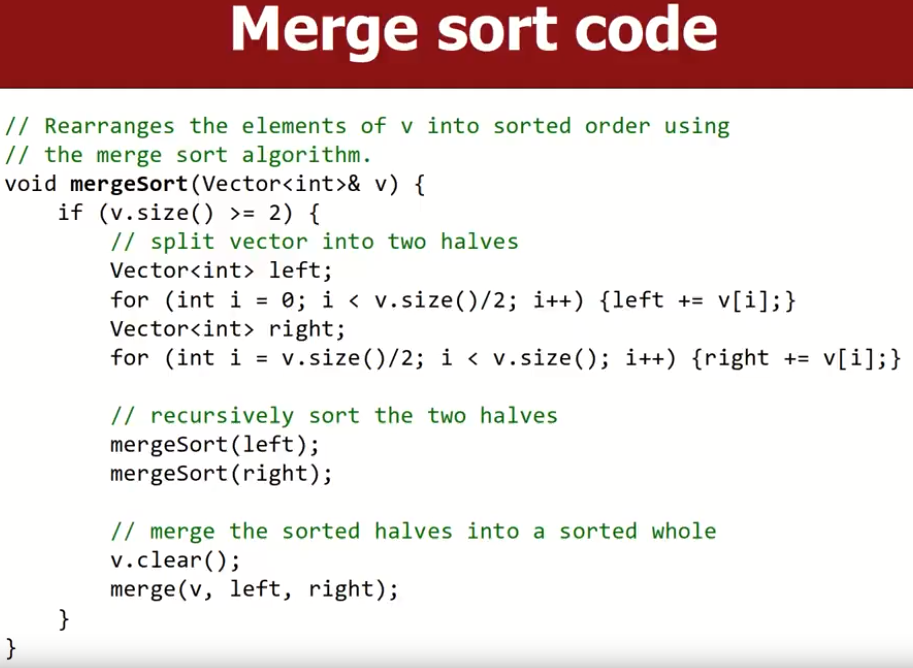 Merge sort code
// Rearranges the elements of v into sorted order using
// the merge sort algorithm.
void mergeSort(Vector<int>& v) {
    if (v.size() >= 2) {
        // split vector into two halves
        Vector<int> left;
        for (int i = 0; i < v.size()/2; i++) {left += v[i];}
        Vector<int> right;
        for (int i = v.size()/2; i < v.size(); i++) {right += v[i];}

        // recursively sort the two halves
        mergeSort(left);
        mergeSort(right);

        // merge the sorted halves into a sorted whole
        v.clear();
        merge(v, left, right);
    }
}